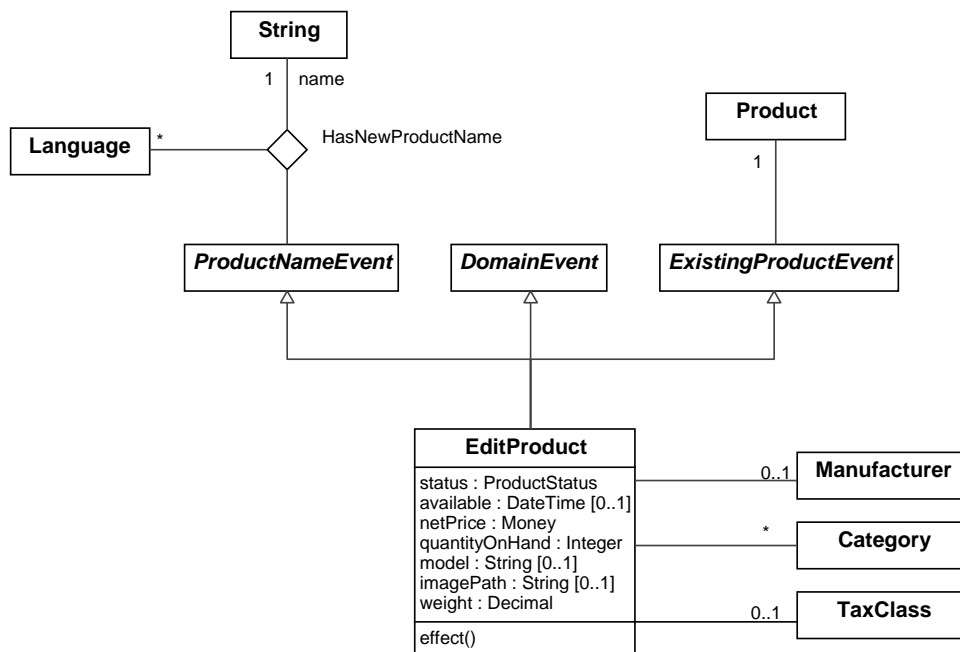 String
1 name
Product
Language
*
HasNewProductName
1
ProductNameEvent
DomainEvent
ExistingProductEvent
EditProduct
status : ProductStatus
available : DateTime [0..1]
netPrice : Money
quantityOnHand : Integer
model : String [0..1]
imagePath : String [0..1]
weight : Decimal
effect()
0..1
Manufacturer
*
Category
0..1
TaxClass